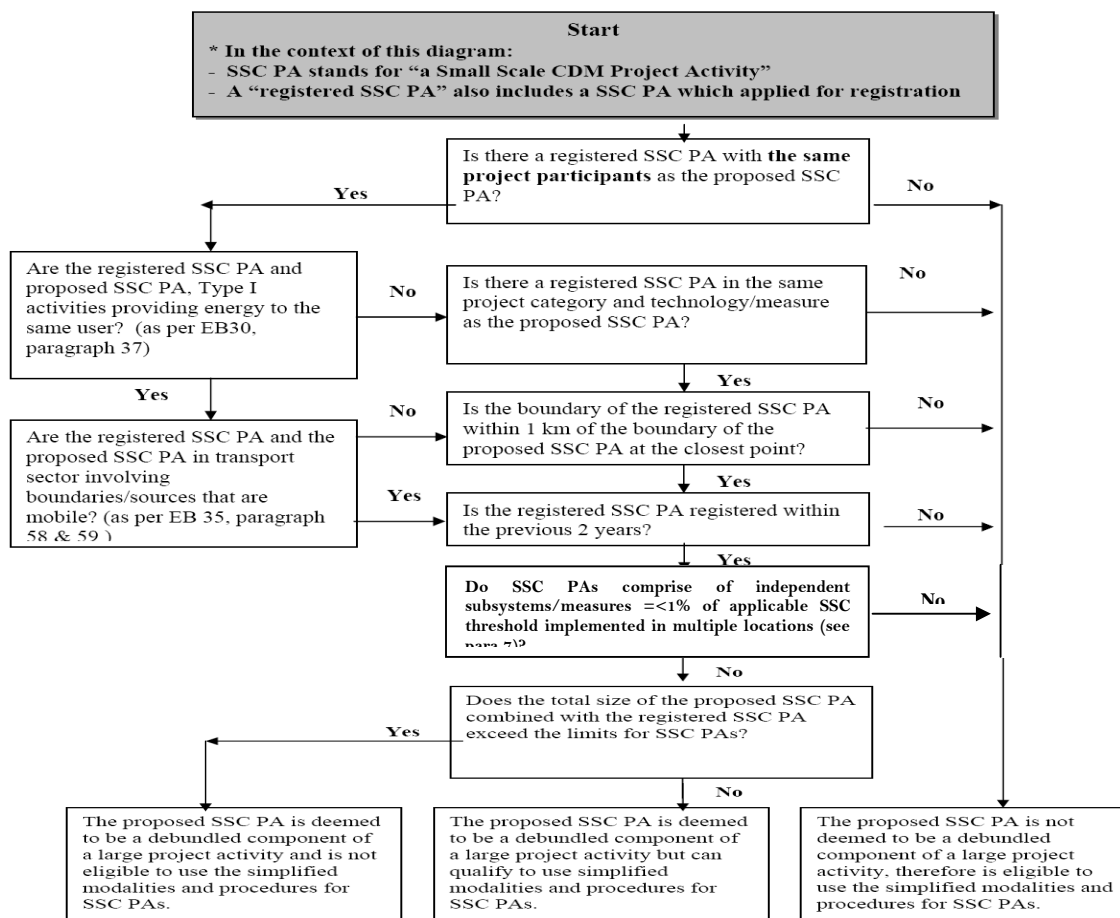 Start
* In the context of this diagram:
- SSC PA stands for “a Small Scale CDM Project Activity”
- A “registered SSC PA” also includes a SSC PA which applied for registration
Is there a registered SSC PA with the same
project participants as the proposed SSC
PA?
Yes
No
Are the registered SSC PA and
proposed SSC PA, Type I
activities providing energy to the
same user?  (as per EB30,
paragraph 37)
No
Is there a registered SSC PA in the same
project category and technology/measure
as the proposed SSC PA?
No
Yes
Yes
Are the registered SSC PA and the
proposed SSC PA in transport
sector involving
boundaries/sources that are
mobile? (as per EB 35, paragraph
58 & 59 )
No
Is the boundary of the registered SSC PA
within 1 km of the boundary of the
proposed SSC PA at the closest point?
No
Yes
Yes
Is the registered SSC PA registered within
the previous 2 years?
No
Yes
Do SSC PAs comprise of independent
subsystems/measures =<1% of applicable SSC
threshold implemented in multiple locations (see
para 7)?
No
No
Does the total size of the proposed SSC PA
combined with the registered SSC PA
exceed the limits for SSC PAs?
Yes
No
The proposed SSC PA is deemed
to be a debundled component of
a large project activity and is not
eligible to use the simplified
modalities and procedures for
SSC PAs.
The proposed SSC PA is deemed
to be a debundled component of
a large project activity but can
qualify to use simplified
modalities and procedures for
SSC PAs.
The proposed SSC PA is not
deemed to be a debundled
component of a large project
activity, therefore is eligible to
use the simplified modalities and
procedures for SSC PAs.